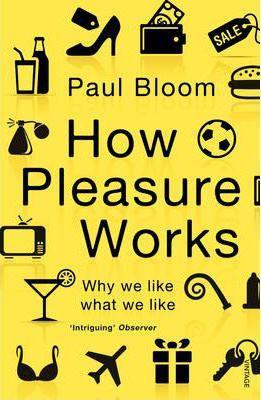 SALE
Paul Bloom
How
Pleasure
Works
Why we like
what we like
‘Intriguing’ Observer
VINTAGE